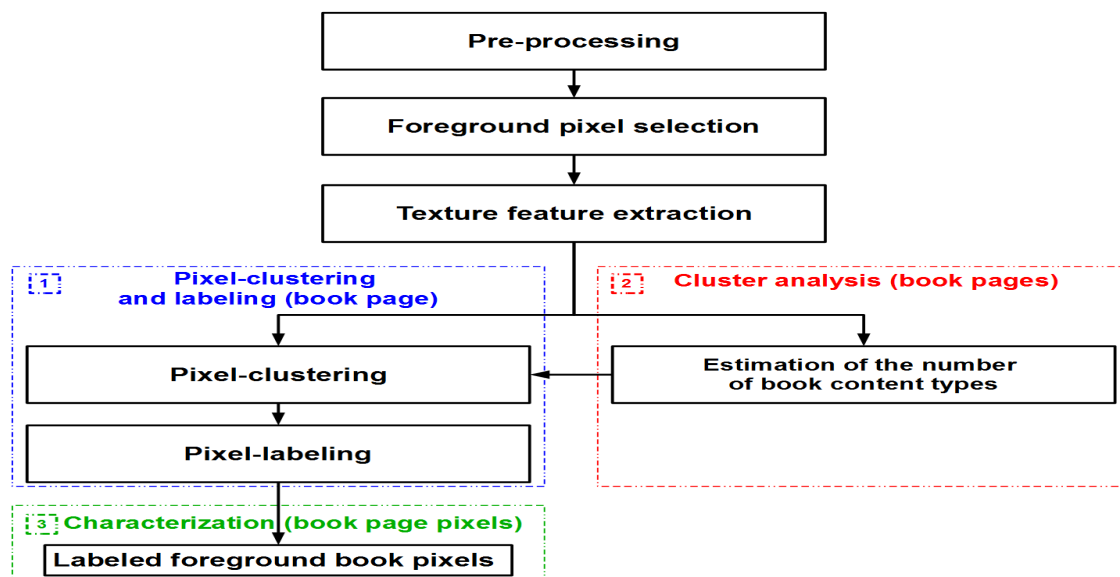 Pre-processing
Foreground pixel selection
Texture feature extraction
1 Pixel-clustering
and labeling (book page)
2 Cluster analysis (book pages)
Pixel-clustering
Estimation of the number
of book content types
Pixel-labeling
3 Characterization (book page pixels)
Labeled foreground book pixels